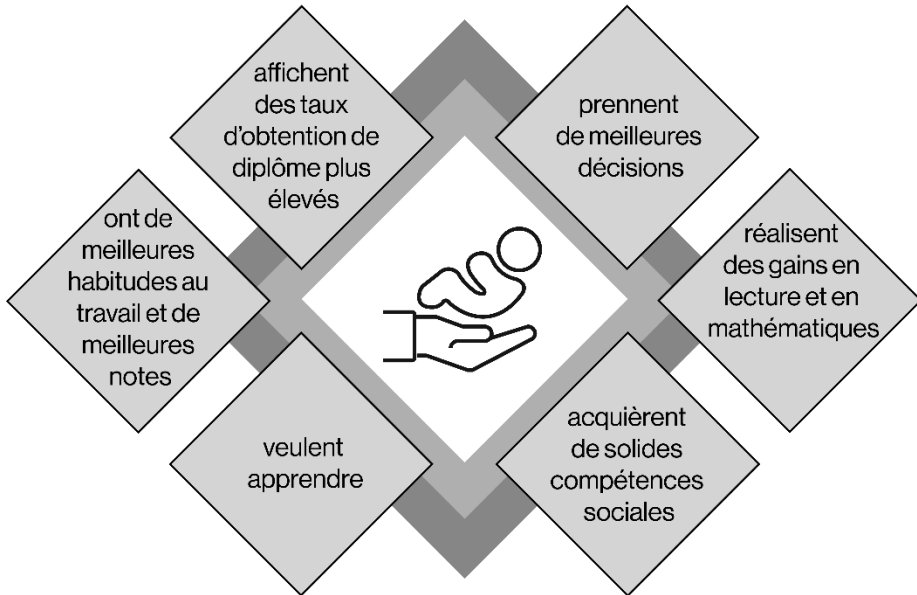 affichent
des taux
d'obtention de
diplôme plus
élevés
prennent
de meilleures
décisions
ont de
meilleures
habitudes au
travail et de
meilleures
notes
réalisent
des gains en
lecture et en
mathématiques
veulent
apprendre
acquièrent
de solides
compétences
sociales